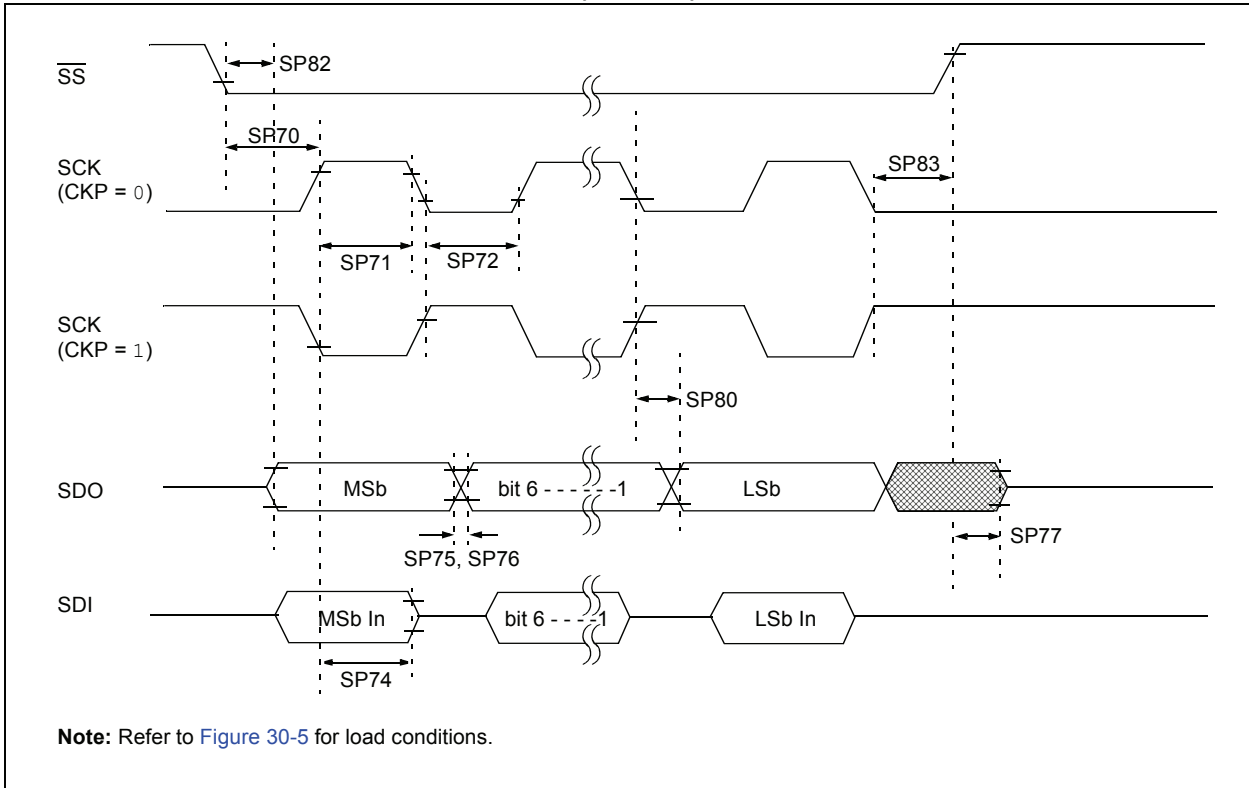 SS
SP82
SP70
SCK
(CKP = 0)
SP83
SP71
SP72
SCK
(CKP = 1)
SP80
SDO
MSb
bit 6 - - - - - -1
LSb
SP75, SP76
SP77
SDI
MSb In
bit 6 - - - -1
LSb In
SP74
Note: Refer to Figure 30-5 for load conditions.